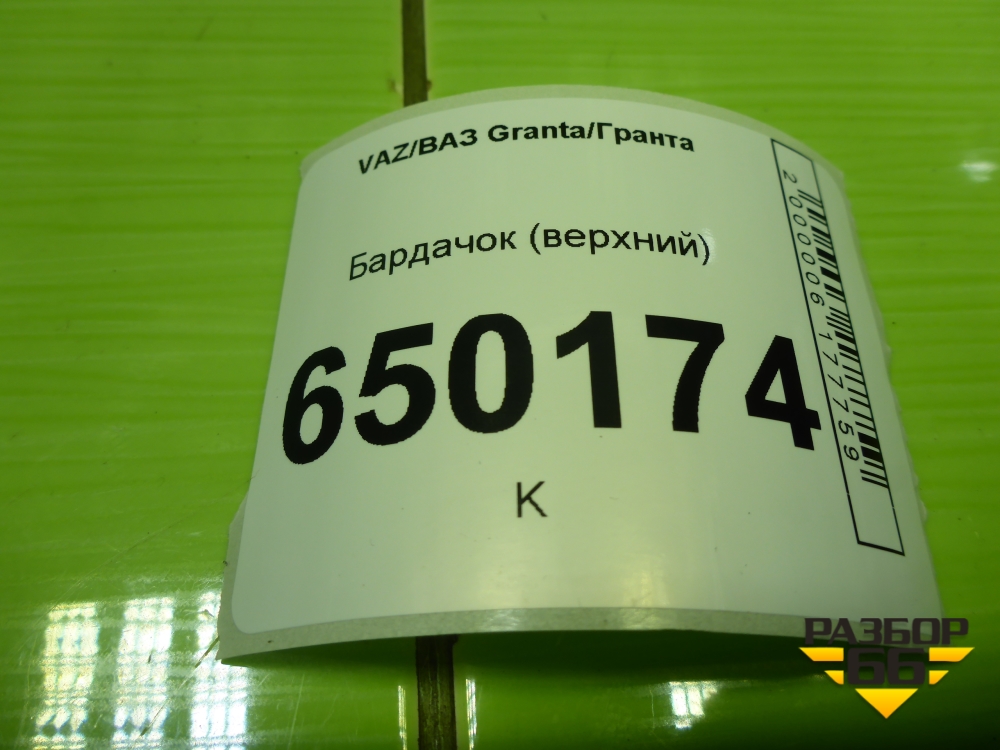 VAZ/ВАЗ Granta/Гранта
Бардачок (верхний)
650174
К
2000006177759
РАЗБОР
66